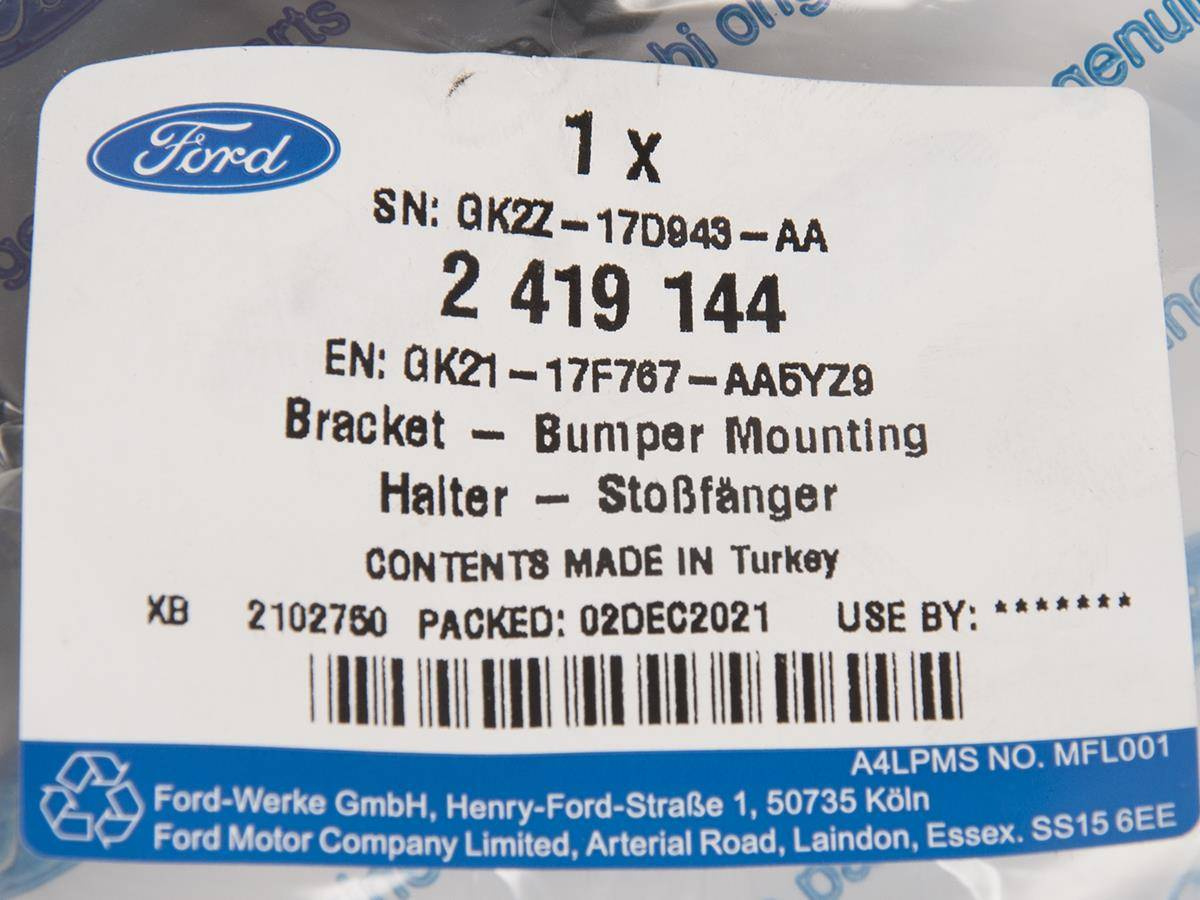 Ford
1 x
SN: GK2Z-17D943-AA
2 419 144
EN: GK21-17F767-AA5YZ9
Bracket - Bumper Mounting
Halter - Stoßfänger
CONTENTS MADE IN Turkey
XB 2102750 PACKED: 02DEC2021 USE BY: *******
A4LPMS NO. MFL001
Ford-Werke GmbH, Henry-Ford-Straße 1, 50735 Köln
Ford Motor Company Limited, Arterial Road, Laindon, Essex. SS15 6EE